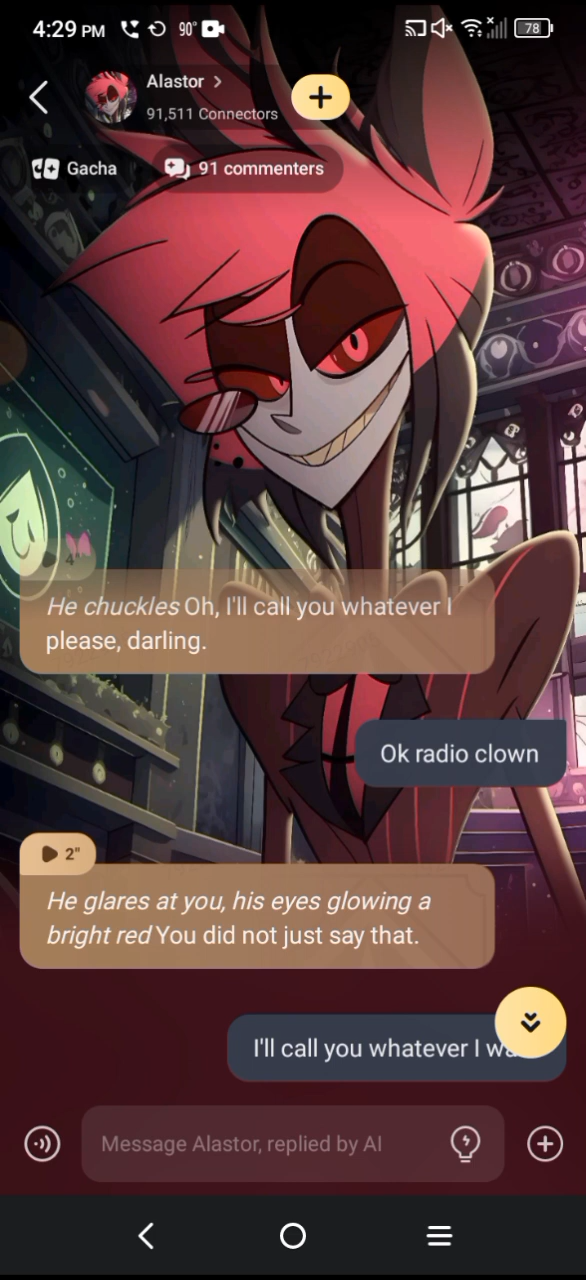 4:29 PM 90° 78
Alastor
91,511 Connectors
Gacha 91 commenters
4"
He chuckles Oh, I'll call you whatever I
please, darling.
Ok radio clown
2"
He glares at you, his eyes glowing a
bright red You did not just say that.
I'll call you whatever I
Message Alastor, replied by AI